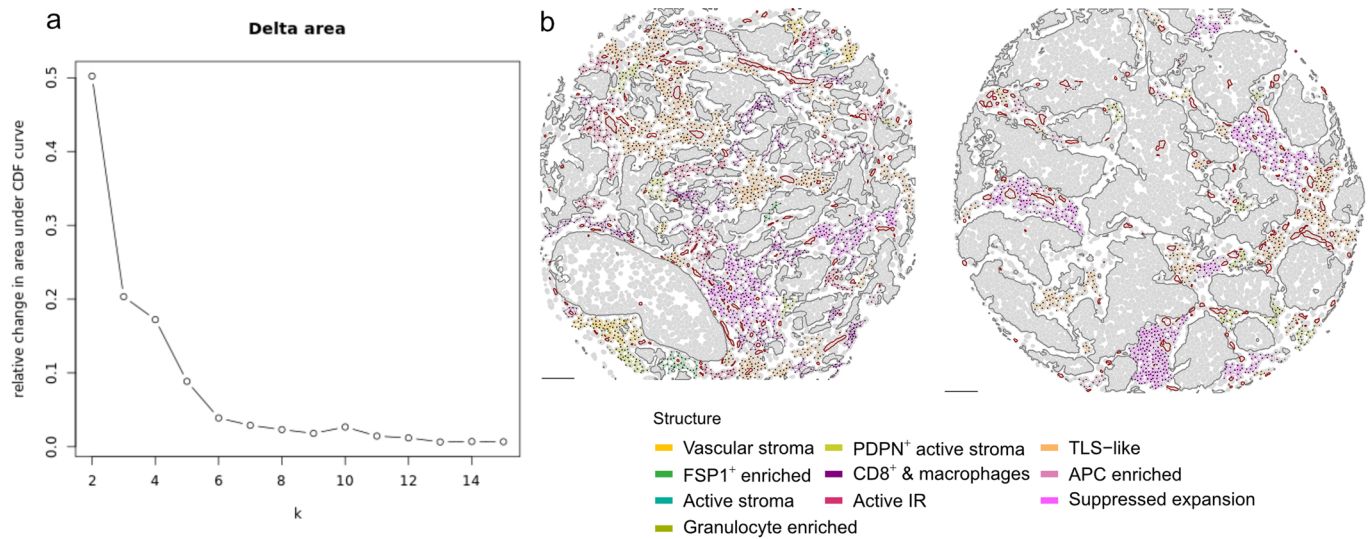 a
Delta area
relative change in area under CDF curve
0.5
0.4
0.3
0.2
0.1
0.0
2 4 6 8 10 12 14
k
b
Structure
Vascular stroma
FSP1⁺ enriched
Active stroma
Granulocyte enriched
PDPN⁺ active stroma
CD8⁺ & macrophages
Active IR
TLS−like
APC enriched
Suppressed expansion